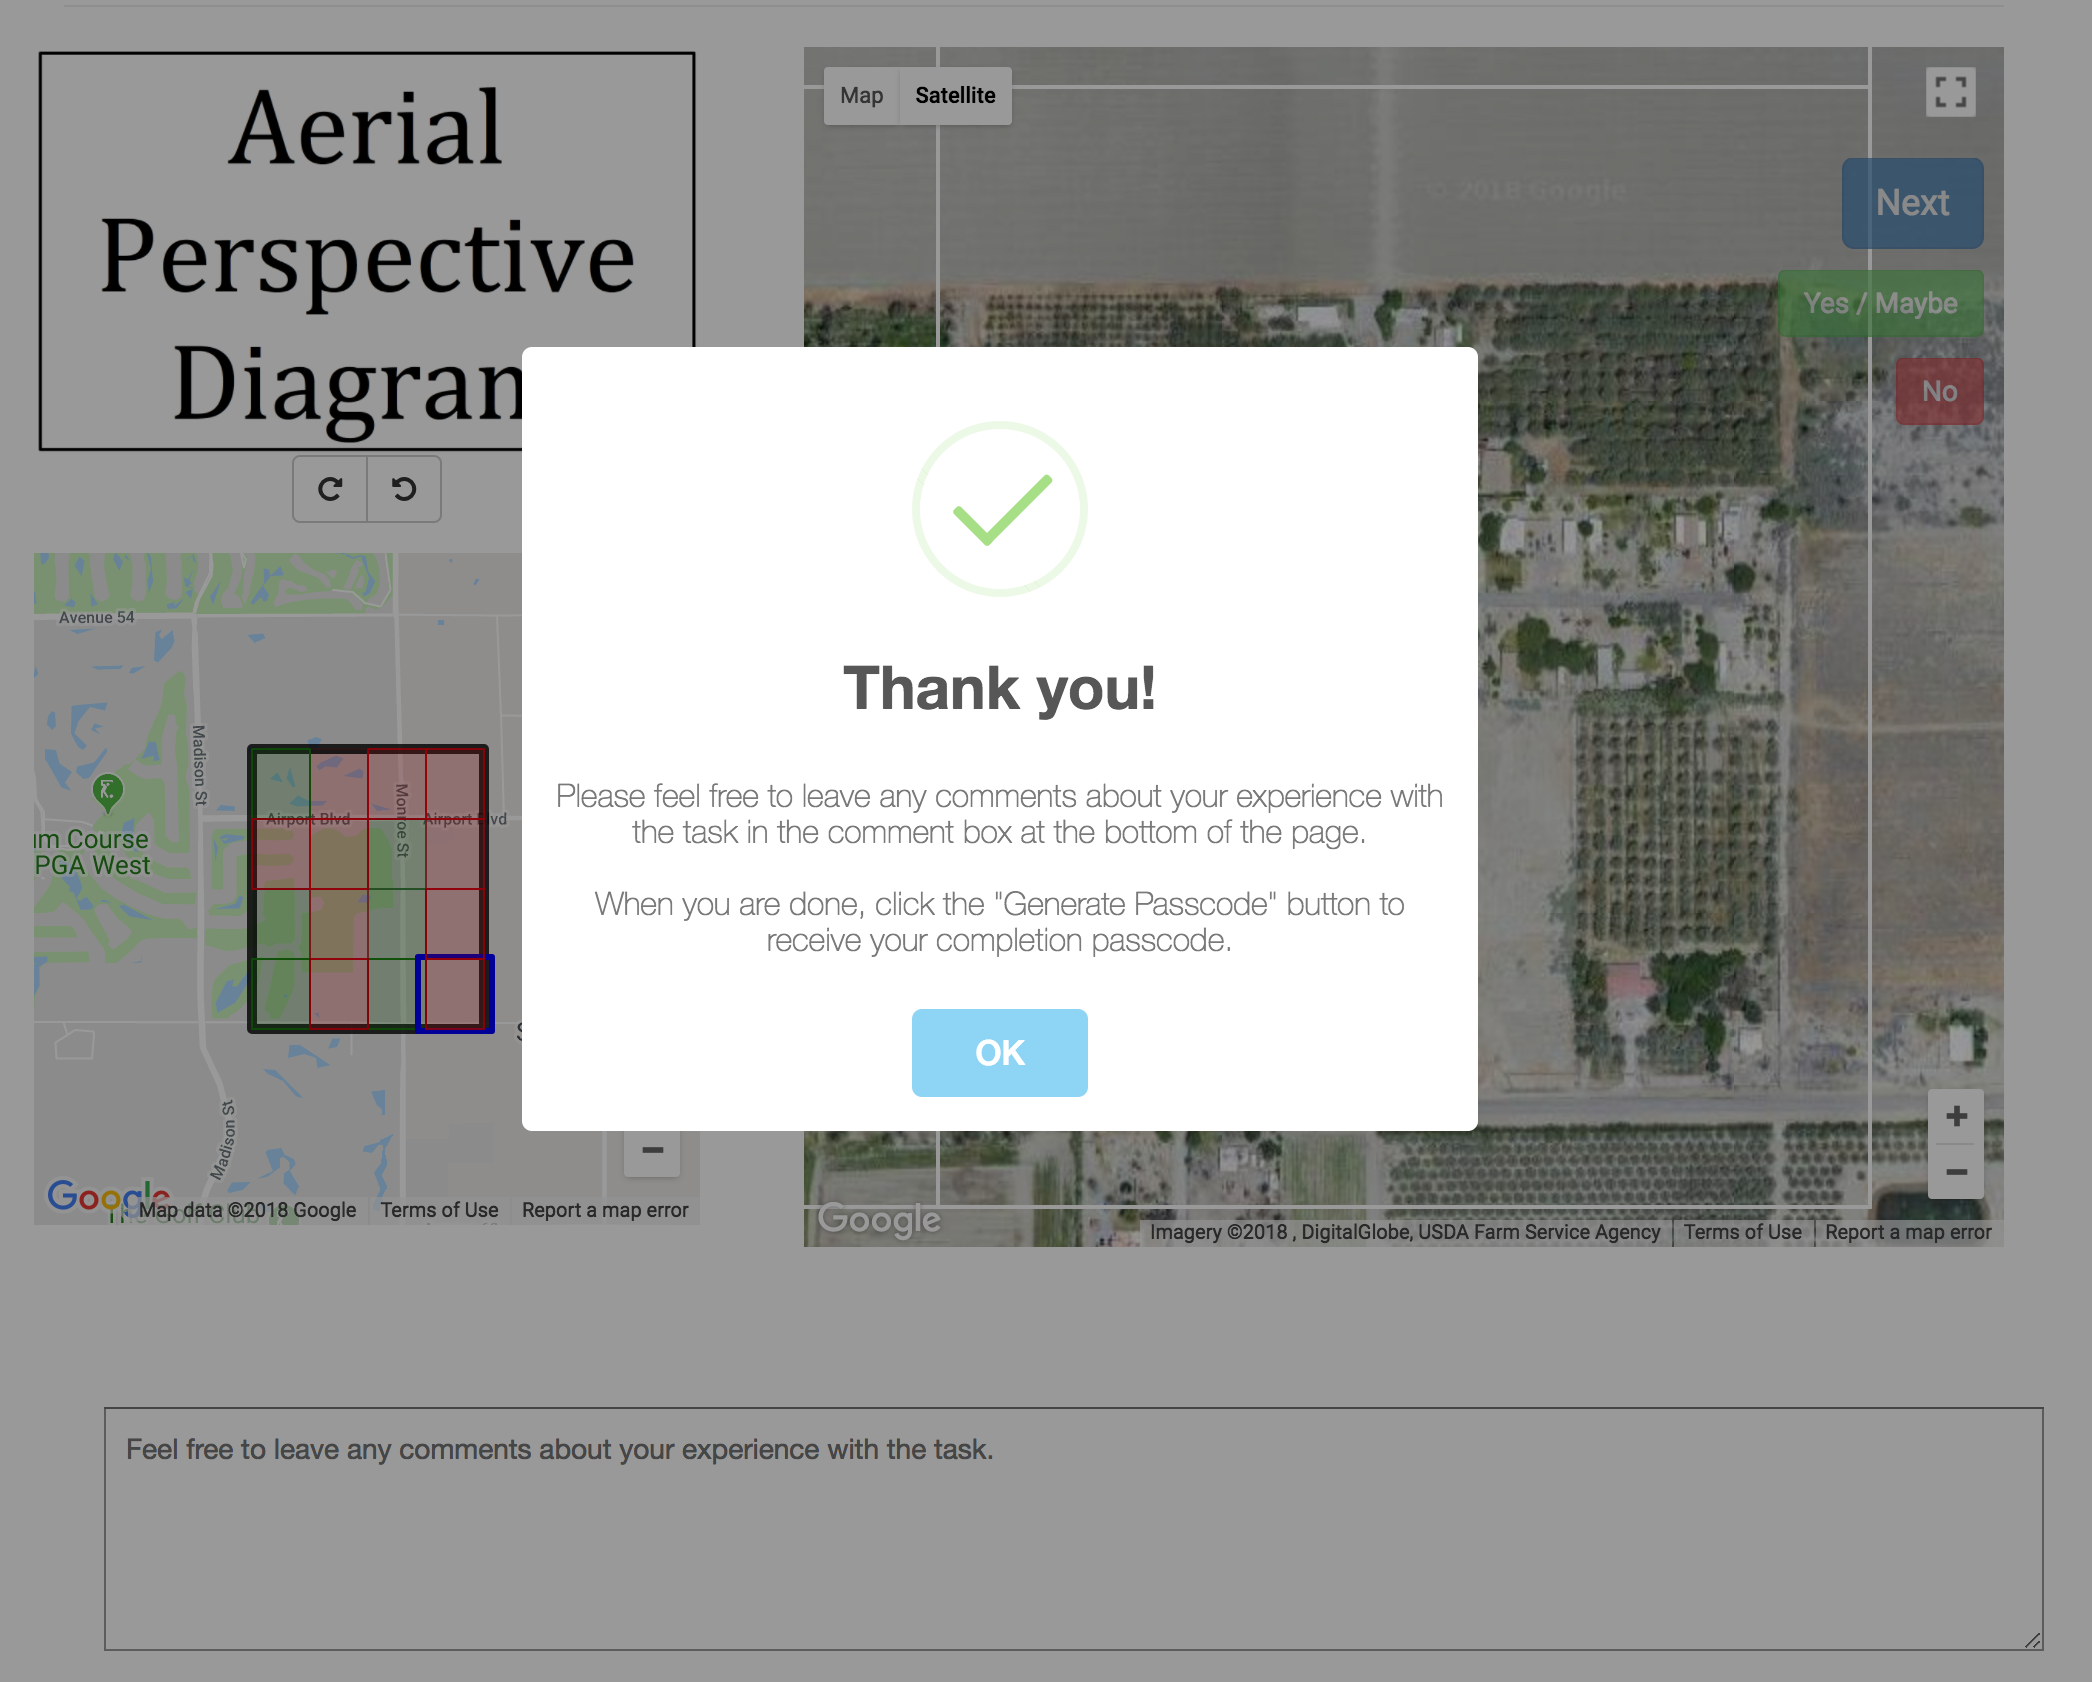 Aerial
Perspective
Map
Satellite
© 2018 Google
Next
Yes / Maybe
No
Thank you!
Please feel free to leave any comments about your experience with
the task in the comment box at the bottom of the page.
When you are done, click the "Generate Passcode" button to
receive your completion passcode.
OK
Avenue 54
Madison St
Monroe St
Airport Blvd
Airport
PGA West
Course
Madison St
Google
Map data ©2018 Google
Terms of Use
Report a map error
Google
Imagery ©2018 , DigitalGlobe, USDA Farm Service Agency
Terms of Use
Report a map error
Feel free to leave any comments about your experience with the task.